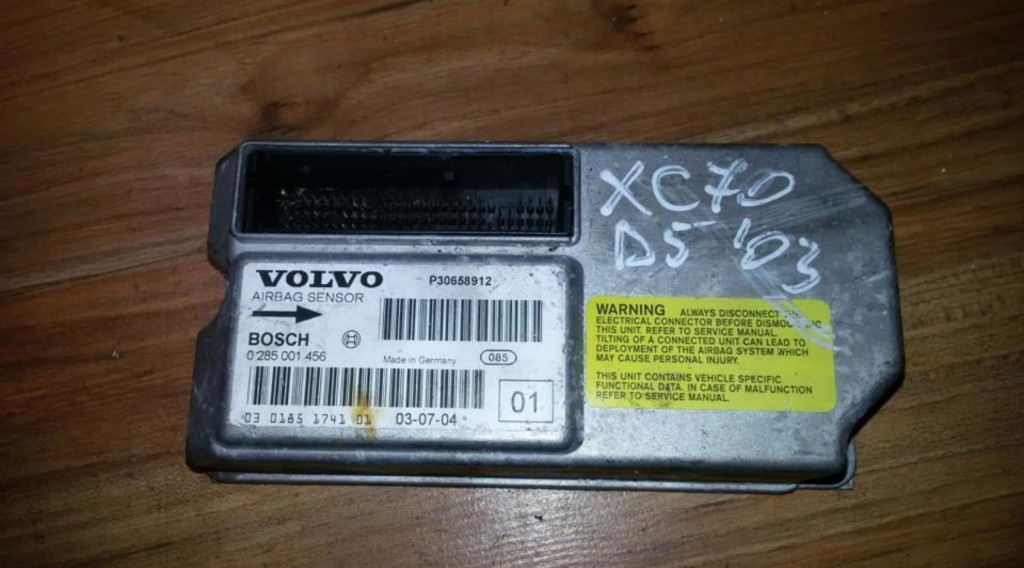 XC70
D5 '03
VOLVO
P30658912
AIRBAG SENSOR
BOSCH
0 285 001 456
Made in Germany
085
03 0185 1741 01
03-07-04
01
WARNING ALWAYS DISCONNECT THE
ELECTRICAL CONNECTOR BEFORE
THIS UNIT. REFER TO SERVICE MANUAL.
TILTING OF A CONNECTED UNIT CAN LEAD TO
DEPLOYMENT OF THE AIRBAG SYSTEM WHICH
MAY CAUSE PERSONAL INJURY.
THIS UNIT CONTAINS VEHICLE SPECIFIC
FUNCTIONAL DATA. IN CASE OF MALFUNCTION
REFER TO SERVICE MANUAL.